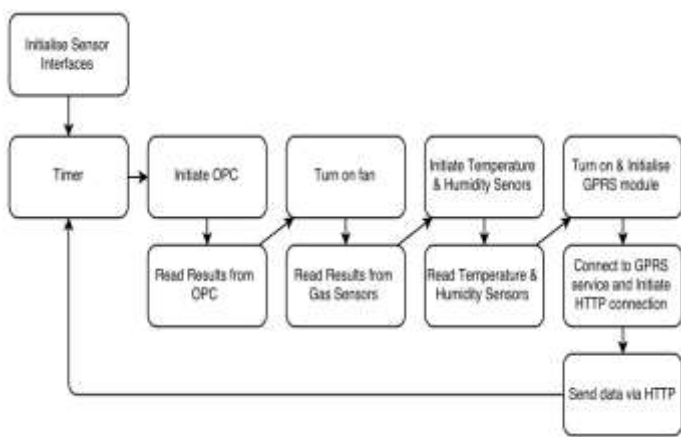 Initialise Sensor
Interfaces
Timer
Initiate OPC
Turn on fan
Initiate Temperature
& Humidity Senors
Turn on & Initialise
GPRS module
Read Results from
OPC
Read Results from
Gas Sensors
Read Temperature &
Humidity Sensors
Connect to GPRS
service and Initiate
HTTP connection
Send data via HTTP